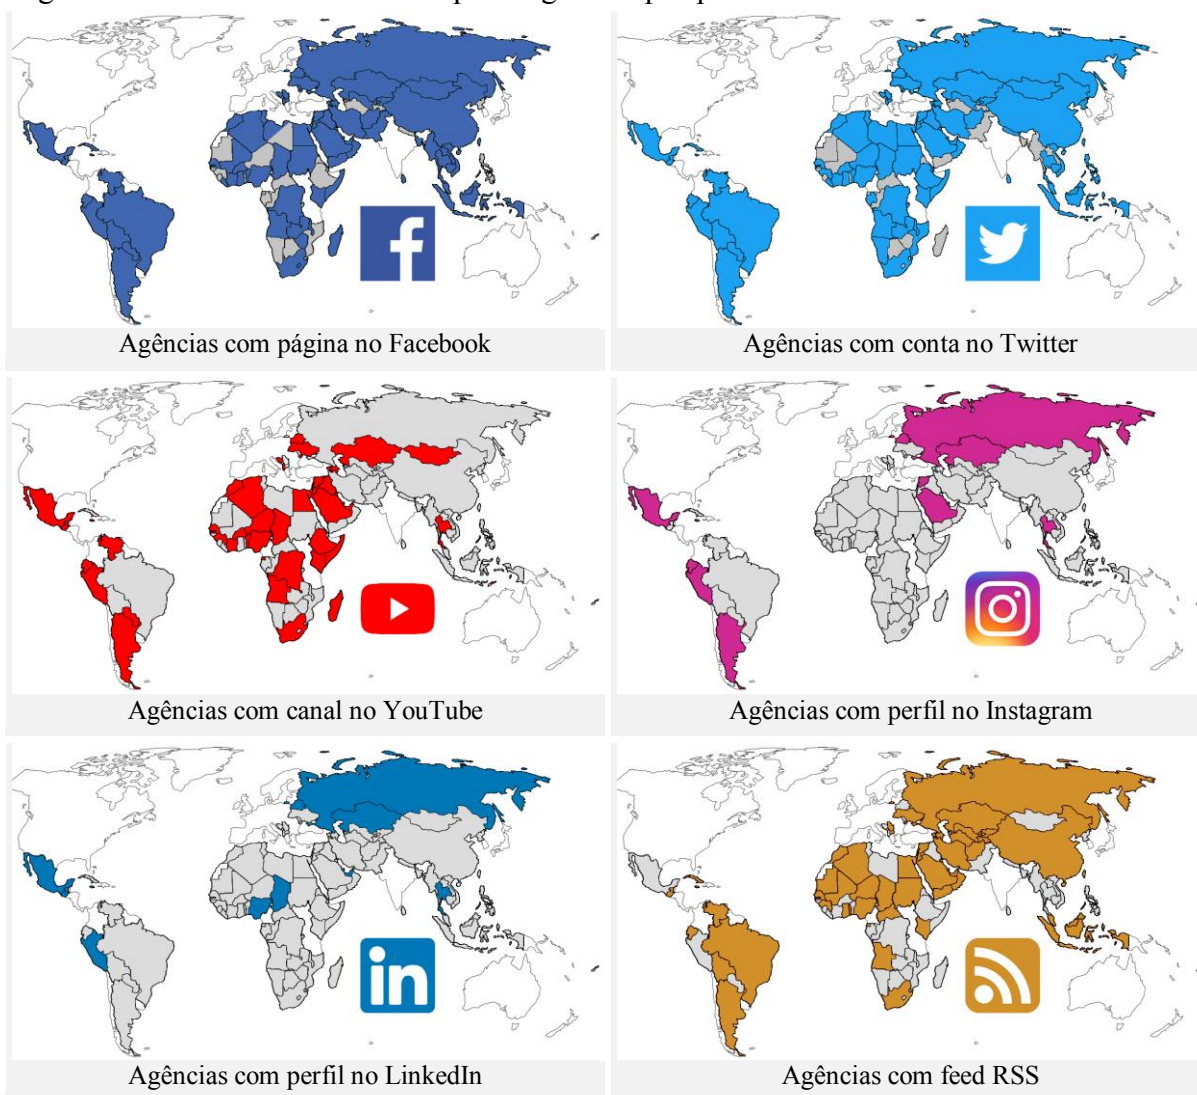 Agências com página no Facebook
Agências com conta no Twitter
Agências com canal no YouTube
Agências com perfil no Instagram
in
Agências com perfil no LinkedIn
Agências com feed RSS